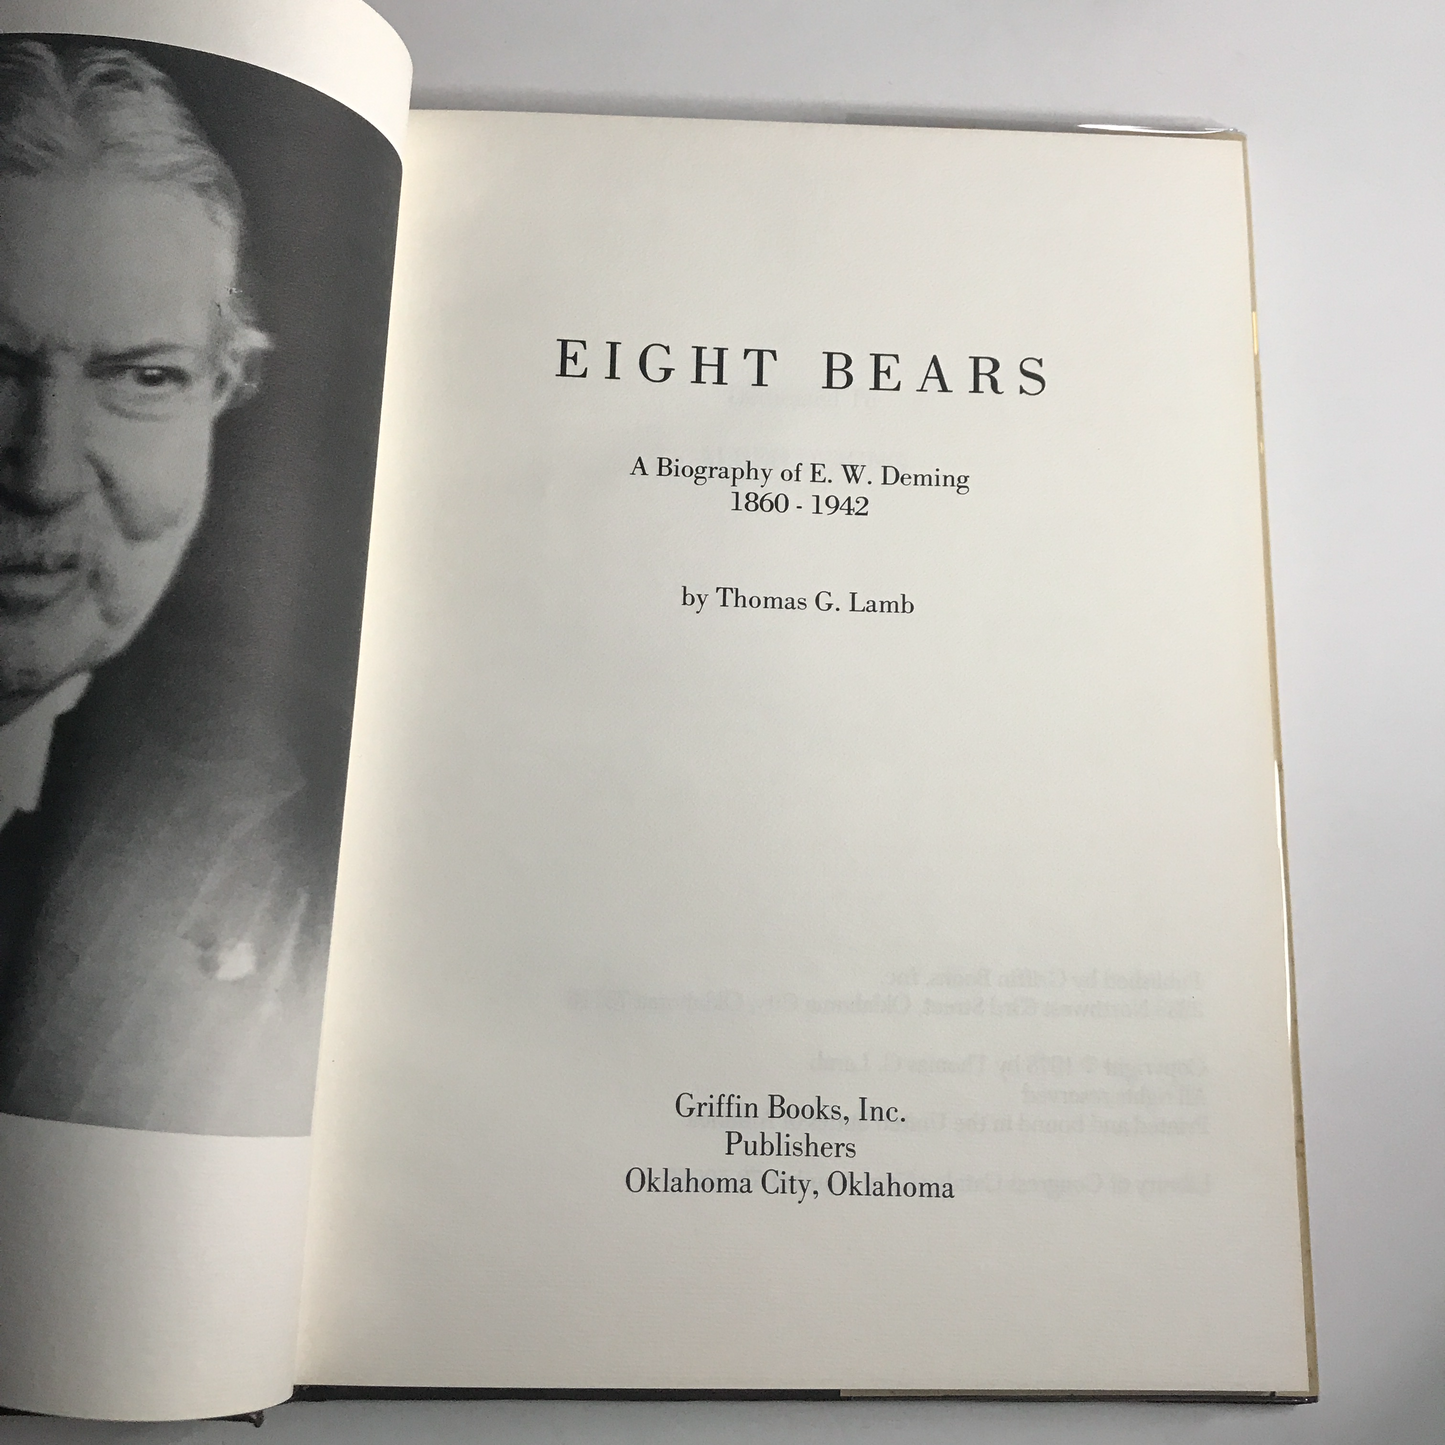 EIGHT BEARS
A Biography of E. W. Deming
1860 - 1942
by Thomas G. Lamb
Griffin Books, Inc.
Publishers
Oklahoma City, Oklahoma